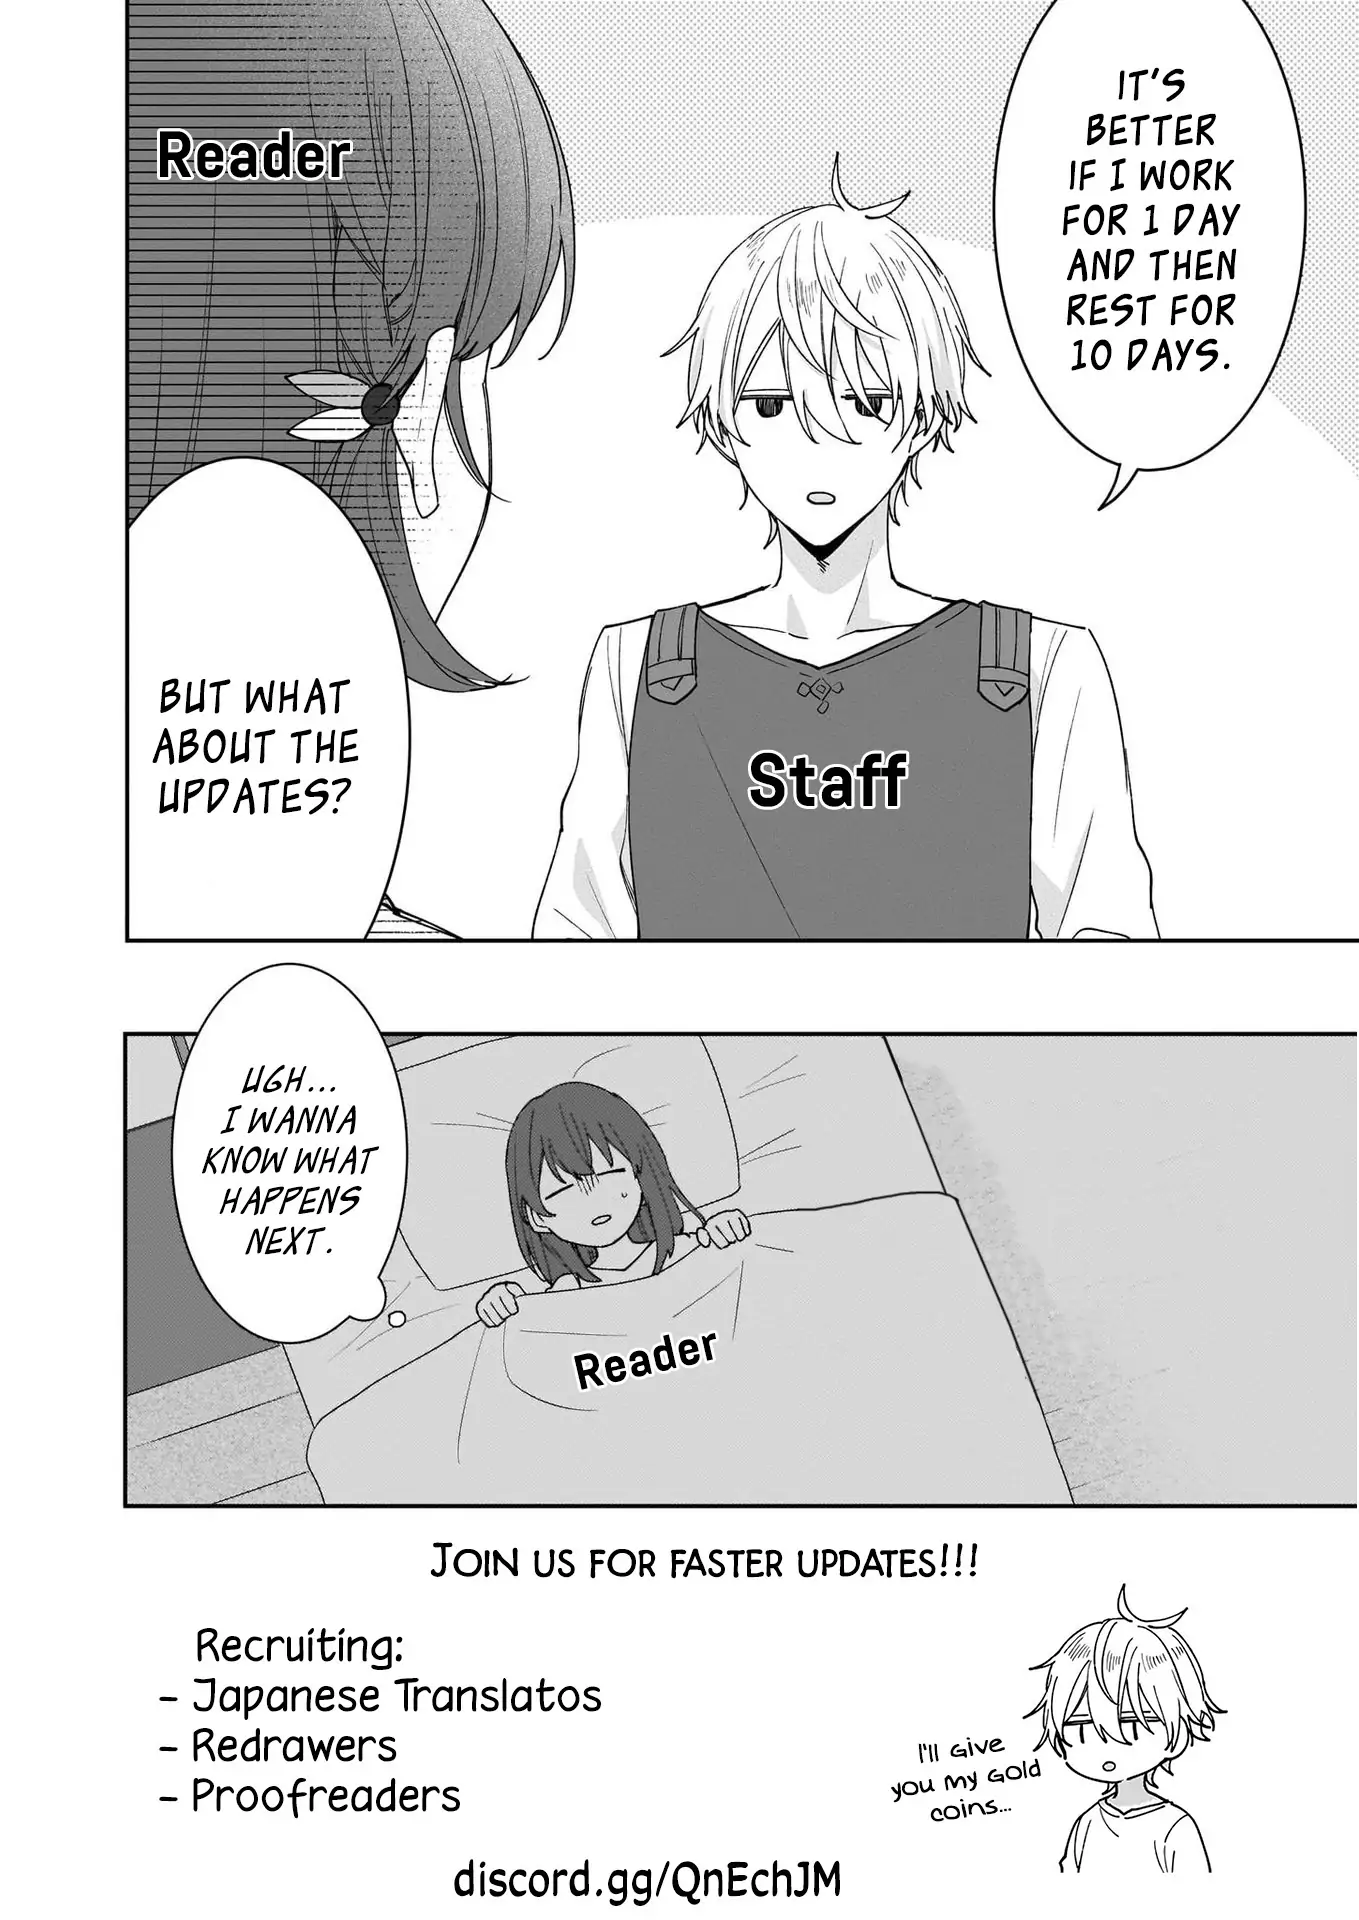 IT'S
BETTER
IF I WORK
FOR 1 DAY
AND THEN
REST FOR
10 DAYS.
Reader
Staff
BUT WHAT
ABOUT THE
UPDATES?
UGH...
I WANNA
KNOW WHAT
HAPPENS
NEXT.
Reader
JOIN US FOR FASTER UPDATES!!!
Recruiting:
- Japanese Translatos
- Redrawers
- Proofreaders
I'll give
you my gold
coins...
discord.gg/QnEchJM